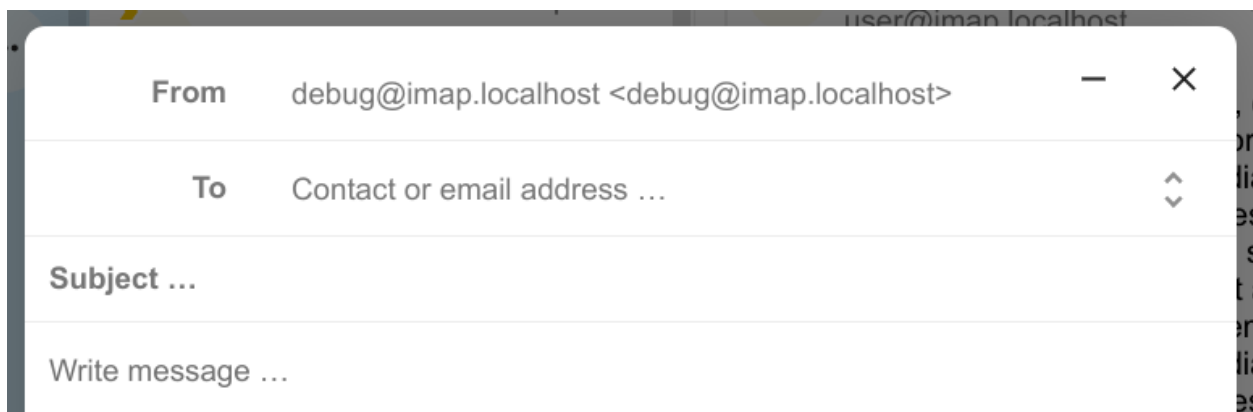 user@imap.localhost
From debug@imap.localhost <debug@imap.localhost>
To Contact or email address …
Subject …
Write message …